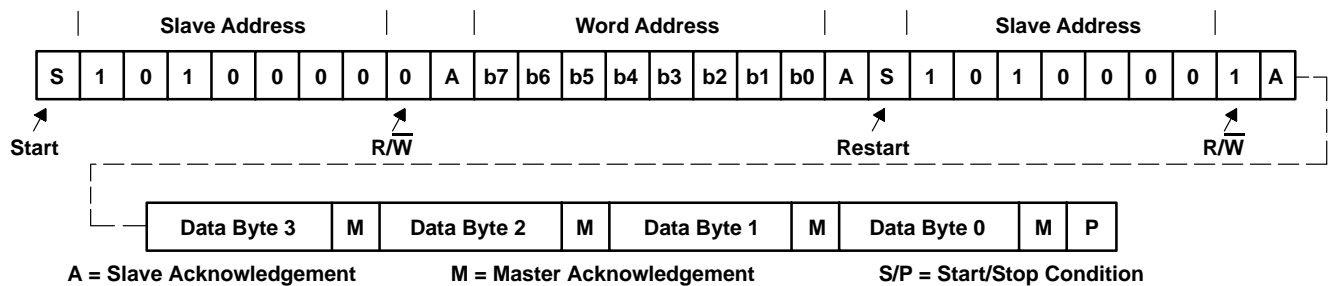 Slave Address Word Address Slave Address
S 1 0 1 0 0 0 0 0 A b7 b6 b5 b4 b3 b2 b1 b0 A S 1 0 1 0 0 0 0 1 A
Start R/W̅ Restart R/W̅
Data Byte 3 M Data Byte 2 M Data Byte 1 M Data Byte 0 M P
A = Slave Acknowledgement M = Master Acknowledgement S/P = Start/Stop Condition